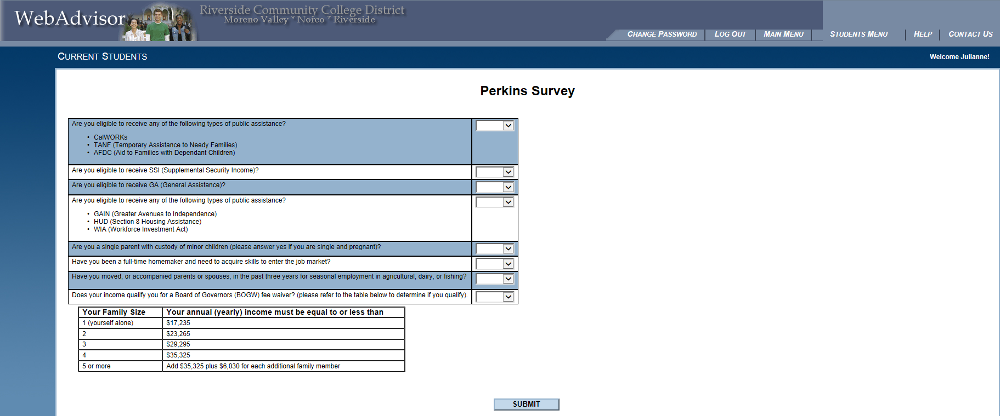 WebAdvisor
Riverside Community College District
Moreno Valley * Norco * Riverside
CHANGE PASSWORD LOG OUT MAIN MENU STUDENTS MENU HELP CONTACT US
CURRENT STUDENTS
Welcome Julianne!
Perkins Survey
Are you eligible to receive any of the following types of public assistance?
• CalWORKs
• TANF (Temporary Assistance to Needy Families)
• AFDC (Aid to Families with Dependant Children)
Are you eligible to receive SSI (Supplemental Security Income)?
Are you eligible to receive GA (General Assistance)?
Are you eligible to receive any of the following types of public assistance?
• GAIN (Greater Avenues to Independence)
• HUD (Section 8 Housing Assistance)
• WIA (Workforce Investment Act)
Are you a single parent with custody of minor children (please answer yes if you are single and pregnant)?
Have you been a full-time homemaker and need to acquire skills to enter the job market?
Have you moved, or accompanied parents or spouses, in the past three years for seasonal employment in agricultural, dairy, or fishing?
Does your income qualify you for a Board of Governors (BOGW) fee waiver? (please refer to the table below to determine if you qualify).
Your Family Size Your annual (yearly) income must be equal to or less than
1 (yourself alone) $17,235
2 $23,265
3 $29,295
4 $35,325
5 or more Add $35,325 plus $6,030 for each additional family member
SUBMIT